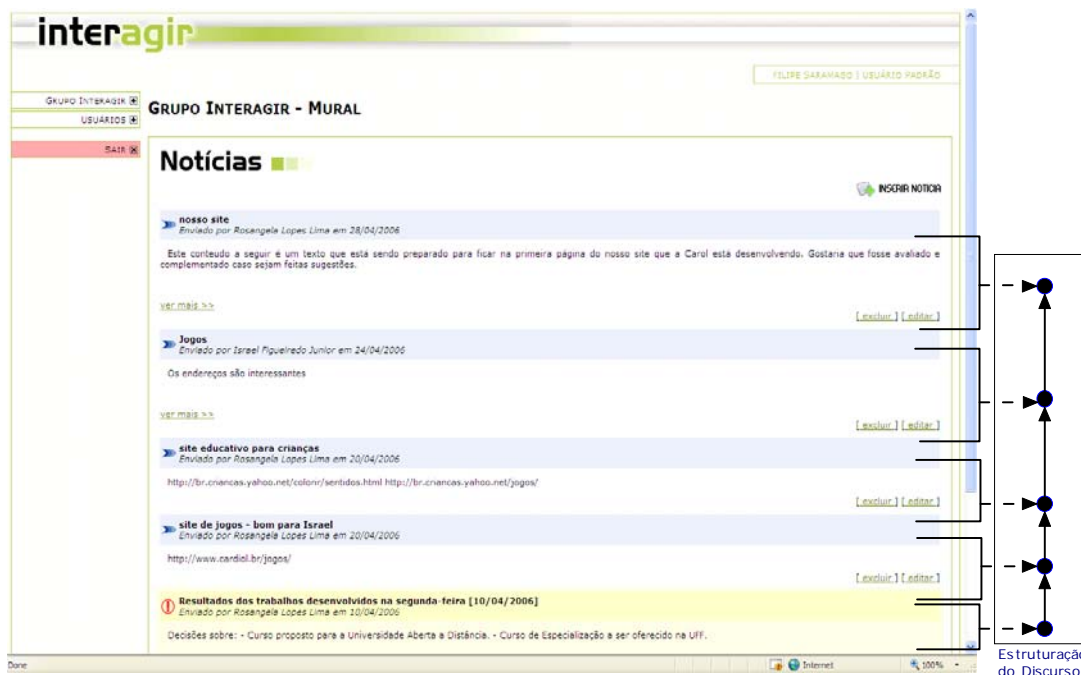 interagir
FILIPE SARAMAGO | USUÁRIO PADRÃO
GRUPO INTERAGIR
USUÁRIOS
SAIR
GRUPO INTERAGIR - MURAL
Notícias
INSERIR NOTICIA
nosso site
Enviado por Rosangela Lopes Lima em 28/04/2006
Este conteudo a seguir é um texto que está sendo preparado para ficar na primeira página do nosso site que a Carol está desenvolvendo. Gostaria que fosse avaliado e
complementado caso sejam feitas sugestões.
ver mais >>
[ excluir ] [ editar ]
Jogos
Enviado por Israel Figueiredo Junior em 24/04/2006
Os endereços são interessantes
ver mais >>
[ excluir ] [ editar ]
site educativo para crianças
Enviado por Rosangela Lopes Lima em 20/04/2006
http://br.criancas.yahoo.net/colorir/sentidos.html http://br.criancas.yahoo.net/jogos/
[ excluir ] [ editar ]
site de jogos - bom para Israel
Enviado por Rosangela Lopes Lima em 20/04/2006
http://www.cardiol.br/jogos/
[ excluir ] [ editar ]
Resultados dos trabalhos desenvolvidos na segunda-feira [10/04/2006]
Enviado por Rosangela Lopes Lima em 10/04/2006
Decisões sobre: - Curso proposto para a Universidade Aberta a Distância. - Curso de Especialização a ser oferecido na UFF.
Done
Internet
100%
Estruturação
do Discurso